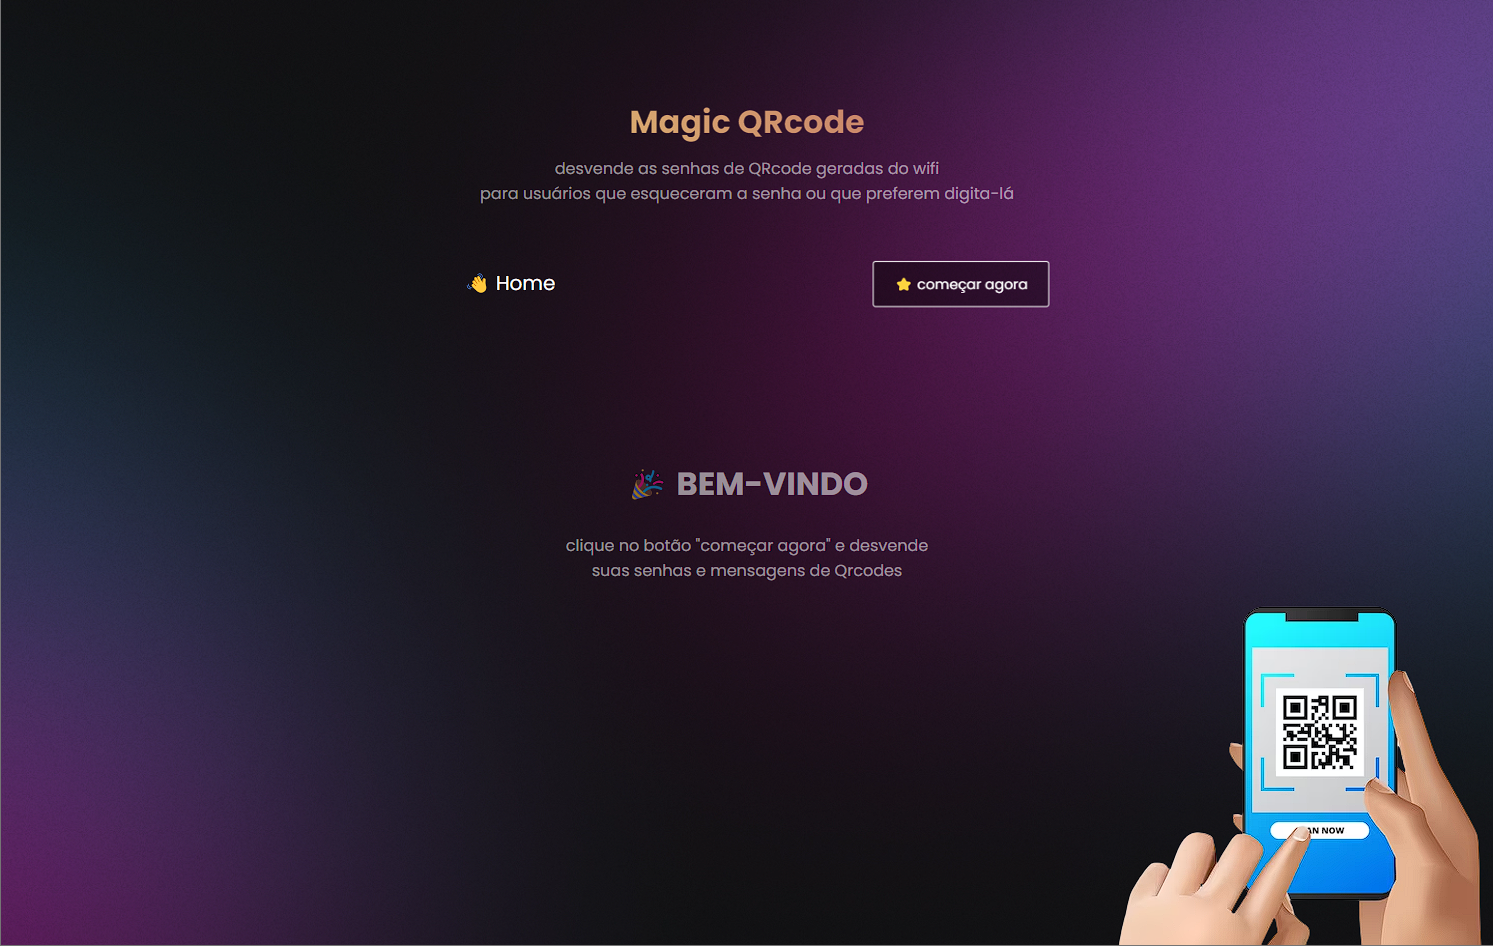 Magic QRcode
desvende as senhas de QRcode geradas do wifi
para usuários que esqueceram a senha ou que preferem digita-lá
👋 Home
⭐ começar agora
🎉 BEM-VINDO
clique no botão "começar agora" e desvende
suas senhas e mensagens de Qrcodes
NOW